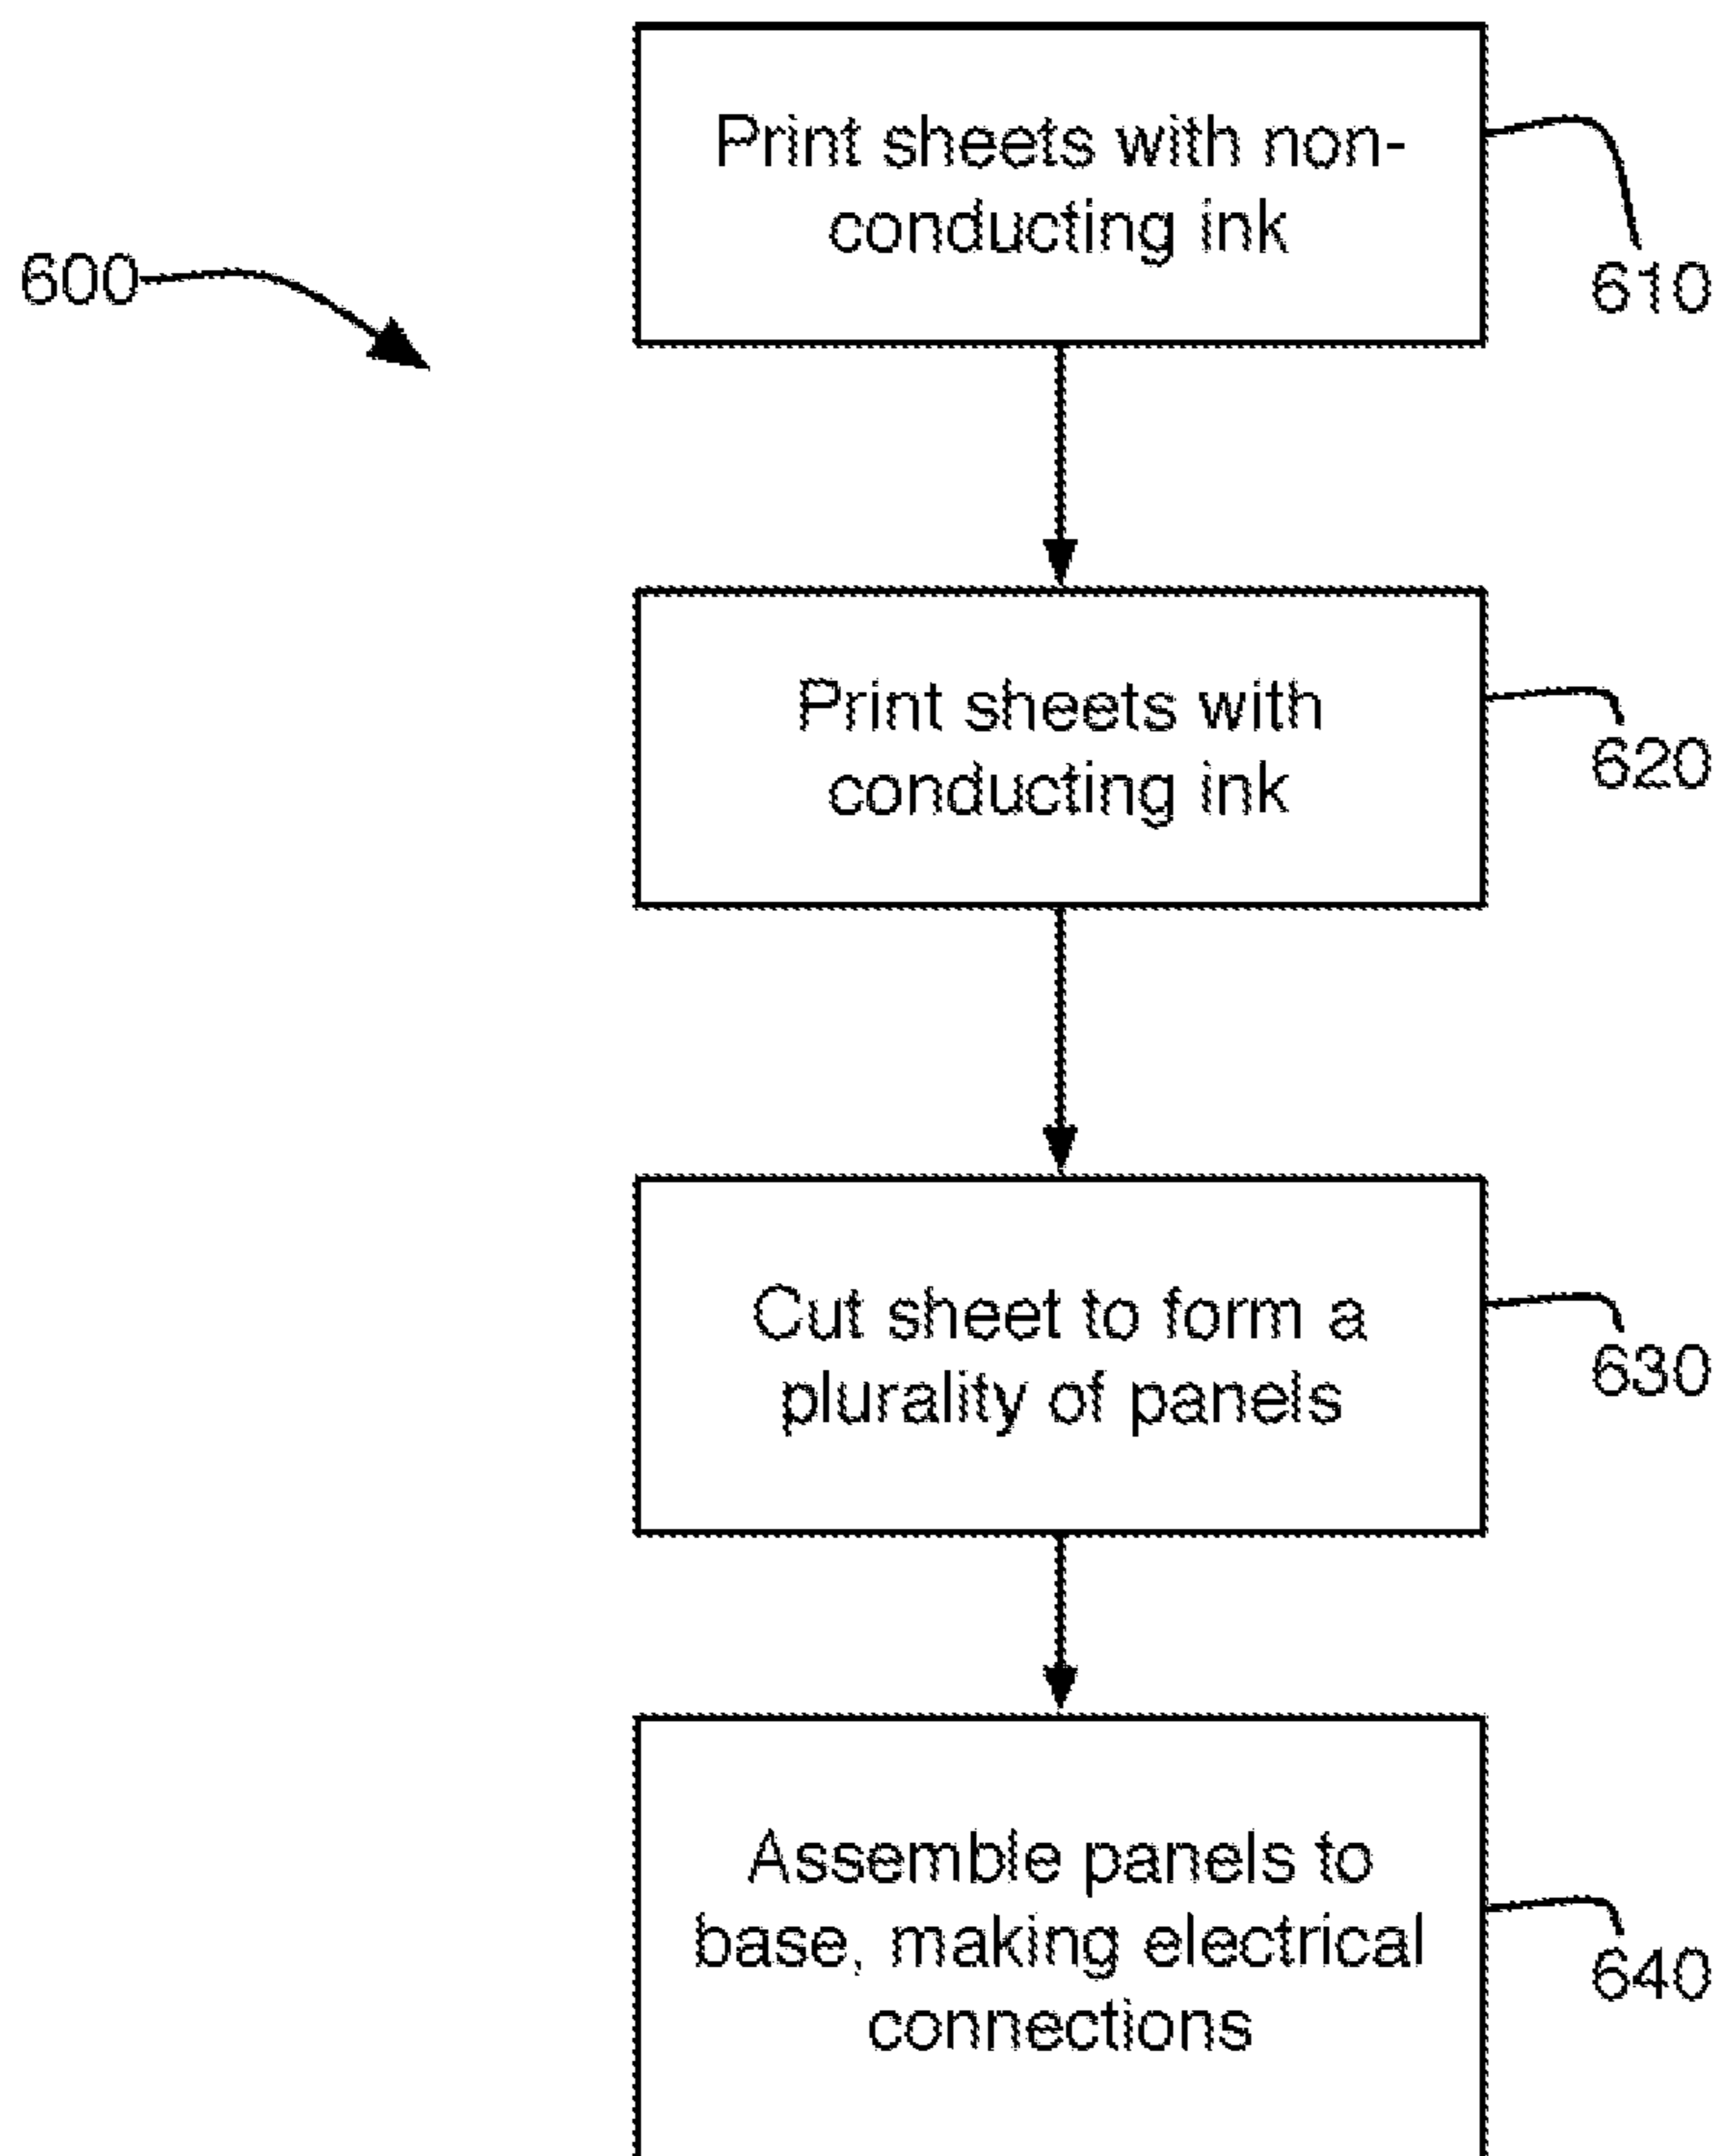 Print sheets with non-
conducting ink
600
610
Print sheets with
conducting ink
620
Cut sheet to form a
plurality of panels
630
Assemble panels to
base, making electrical
connections
640